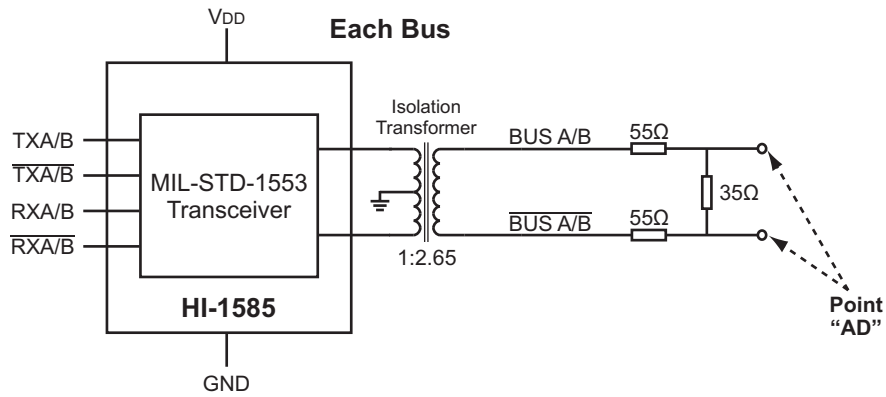 VDD
Each Bus
Isolation
Transformer
TXA/B
TXA/B
RXA/B
RXA/B
MIL-STD-1553
Transceiver
HI-1585
GND
1:2.65
BUS A/B
BUS A/B
55Ω
55Ω
35Ω
Point
“AD”